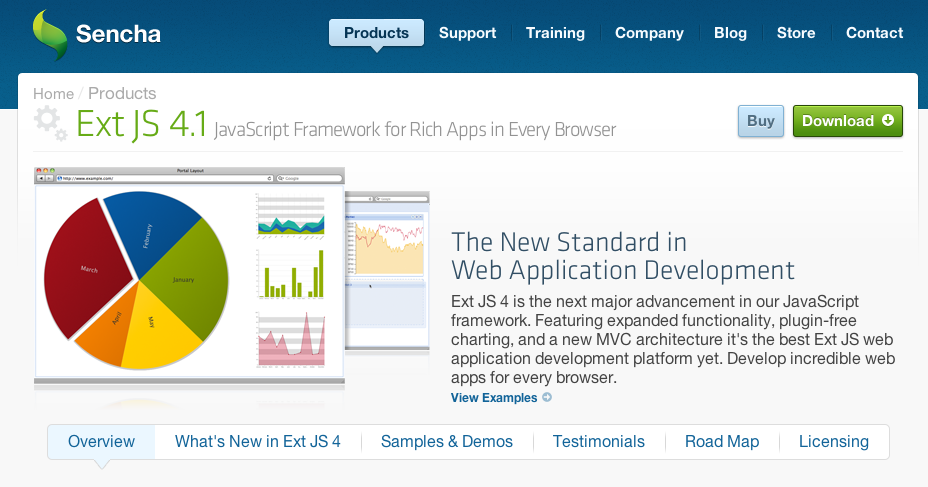 Sencha
Products
Support
Training
Company
Blog
Store
Contact
Home / Products
Ext JS 4.1 JavaScript Framework for Rich Apps in Every Browser
Buy
Download
Portal Layout
http://www.example.com/
Google
February
March
January
April
MAY
The New Standard in
Web Application Development
Ext JS 4 is the next major advancement in our JavaScript
framework. Featuring expanded functionality, plugin-free
charting, and a new MVC architecture it's the best Ext JS web
application development platform yet. Develop incredible web
apps for every browser.
View Examples
Overview
What's New in Ext JS 4
Samples & Demos
Testimonials
Road Map
Licensing